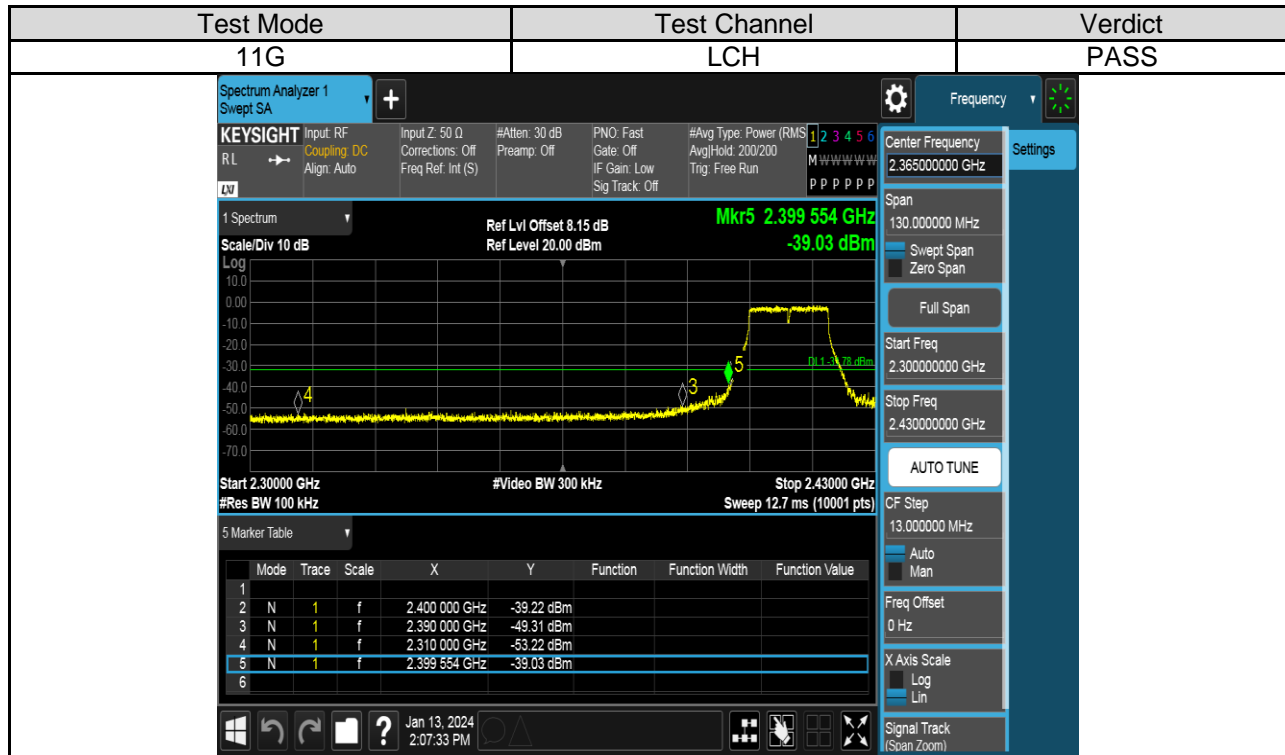 Test Mode Test Channel Verdict
11G LCH PASS
Spectrum Analyzer 1
Swept SA
+
Frequency
KEYSIGHT
RL
LXI
Input: RF
Coupling: DC
Align: Auto
Input Z: 50 Ω
Corrections: Off
Freq Ref: Int (S)
#Atten: 30 dB
Preamp: Off
PNO: Fast
Gate: Off
IF Gain: Low
Sig Track: Off
#Avg Type: Power (RMS
Avg|Hold: 200/200
Trig: Free Run
1 2 3 4 5 6
M W W W W W
P P P P P P
1 Spectrum
Scale/Div 10 dB
Ref Lvl Offset 8.15 dB
Ref Level 20.00 dBm
Mkr5 2.399 554 GHz
-39.03 dBm
Log
10.0
0.00
-10.0
-20.0
-30.0
-40.0
-50.0
-60.0
-70.0
4
3
5
Start 2.30000 GHz
#Res BW 100 kHz
#Video BW 300 kHz
Stop 2.43000 GHz
Sweep 12.7 ms (10001 pts)
5 Marker Table
Mode Trace Scale X Y Function Function Width Function Value
1
2 N 1 f 2.400 000 GHz -39.22 dBm
3 N 1 f 2.390 000 GHz -49.31 dBm
4 N 1 f 2.310 000 GHz -53.22 dBm
5 N 1 f 2.399 554 GHz -39.03 dBm
6
?
Jan 13, 2024
2:07:33 PM
Center Frequency
2.365000000 GHz
Settings
Span
130.000000 MHz
Swept Span
Zero Span
Full Span
Start Freq
2.300000000 GHz
Stop Freq
2.430000000 GHz
AUTO TUNE
CF Step
13.000000 MHz
Auto
Man
Freq Offset
0 Hz
X Axis Scale
Log
Lin
Signal Track
(Span Zoom)